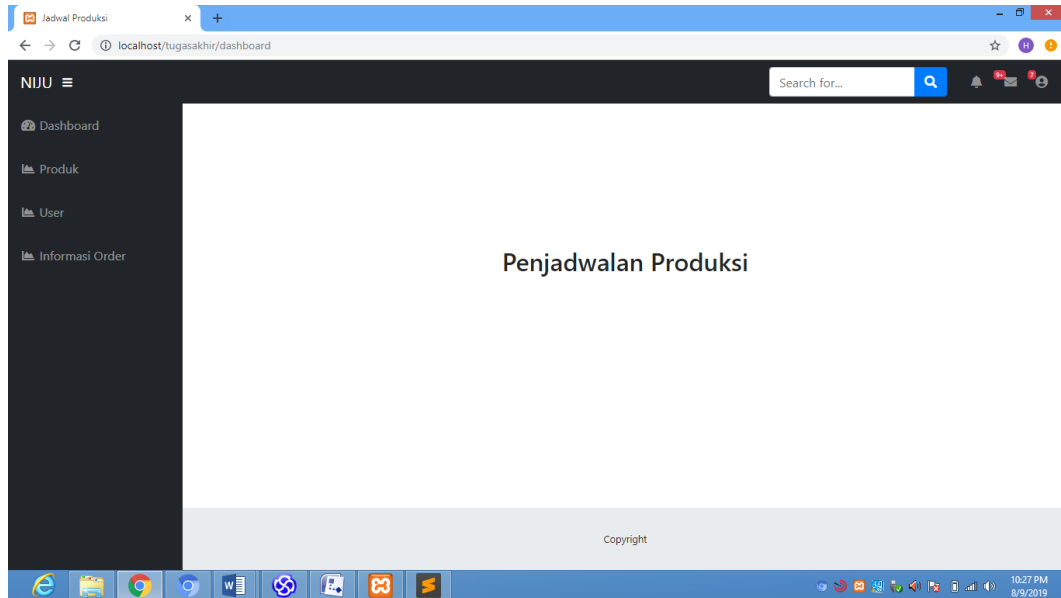 Jadwal Produksi
localhost/tugasakhir/dashboard
H
NIJU
Search for...
9+
7
Dashboard
Produk
User
Informasi Order
Penjadwalan Produksi
Copyright
10:27 PM
8/9/2019